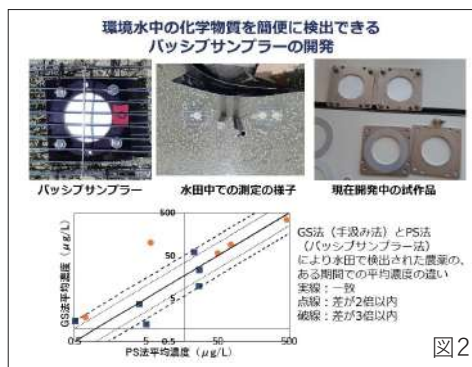 環境水中の化学物質を簡便に検出できる
パッシブサンプラーの開発
パッシブサンプラー
水田中での測定の様子
現在開発中の試作品
GS法平均濃度（μg/L）
500
50
5
0.5
0.5
5
50
500
PS法平均濃度（μg/L）
GS法（手汲み法）とPS法
（パッシブサンプラー法）
により水田で検出された農薬の、
ある期間での平均濃度の違い
実線：一致
点線：差が2倍以内
破線：差が3倍以内
図2